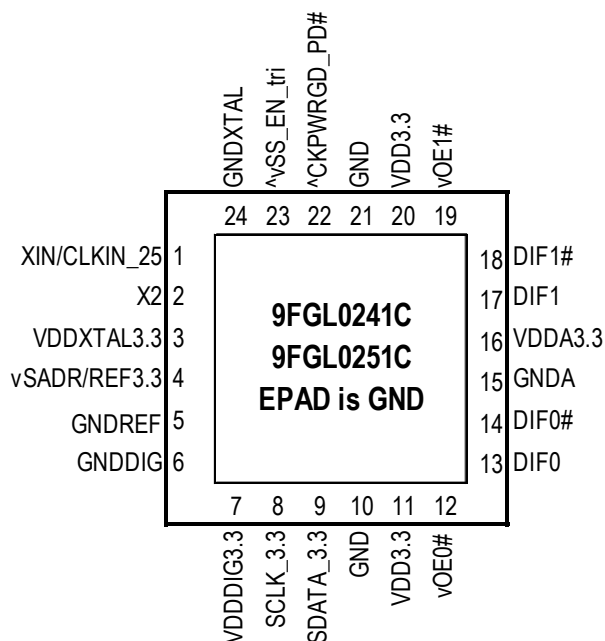 GNDXTAL
^vSS_EN_tri
^CKPWRGD_PD#
GND
VDD3.3
vOE1#
24 23 22 21 20 19
XIN/CLKIN_25 1
X2 2
VDDXTAL3.3 3
vSADR/REF3.3 4
GNDREF 5
GNDDIG 6
9FGL0241C
9FGL0251C
EPAD is GND
18 DIF1#
17 DIF1
16 VDDA3.3
15 GNDA
14 DIF0#
13 DIF0
7 8 9 10 11 12
VDDDIG3.3
SCLK_3.3
SDATA_3.3
GND
VDD3.3
vOE0#